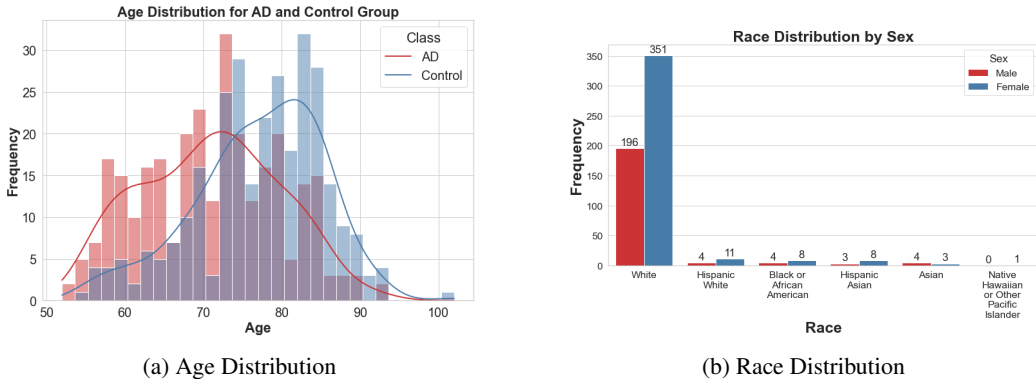 Age Distribution for AD and Control Group
Class
AD
Control
Frequency
30
25
20
15
10
5
0
50
60
70
80
90
100
Age
(a) Age Distribution
Race Distribution by Sex
Sex
Male
Female
Frequency
350
300
250
200
150
100
50
0
196
351
4
11
4
8
3
8
4
3
0
1
White
Hispanic
White
Black or
African
American
Hispanic
Asian
Asian
Native
Hawaiian
or Other
Pacific
Islander
Race
(b) Race Distribution